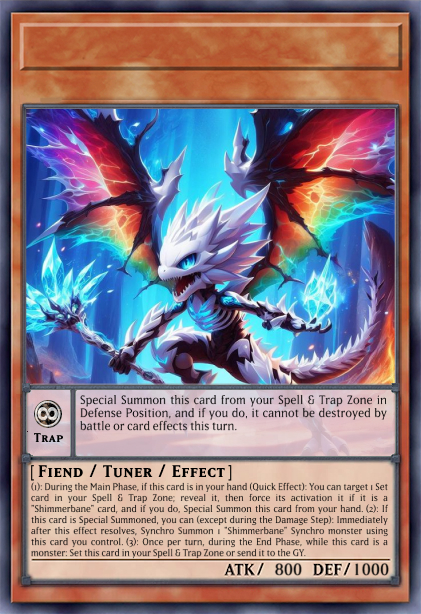 Special Summon this card from your Spell & Trap Zone in
Defense Position, and if you do, it cannot be destroyed by
battle or card effects this turn.
TRAP
[ FIEND / TUNER / EFFECT ]
(1): During the Main Phase, if this card is in your hand (Quick Effect): You can target 1 Set
card in your Spell & Trap Zone; reveal it, then force its activation if it is a
"Shimmerbane" card, and if you do, Special Summon this card from your hand. (2): If
this card is Special Summoned, you can (except during the Damage Step): Immediately
after this effect resolves, Synchro Summon 1 "Shimmerbane" Synchro monster using
this card you control. (3): Once per turn, during the End Phase, while this card is a
monster: Set this card in your Spell & Trap Zone or send it to the GY.
ATK/ 800 DEF/1000